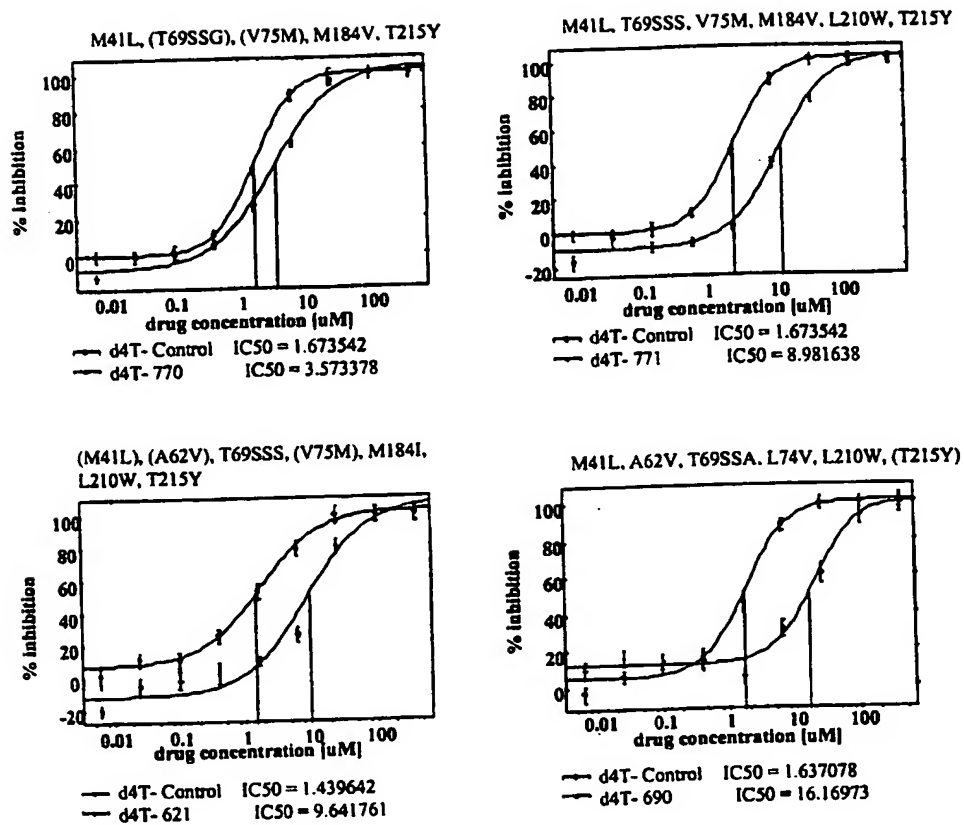 M41L, (T69SSG), (V75M), M184V, T215Y
% inhibition
100
80
60
40
20
0
0.01 0.1 1 10 100
drug concentration [uM]
d4T- Control IC50 = 1.673542
d4T- 770 IC50 = 3.573378
M41L, T69SSS, V75M, M184V, L210W, T215Y
% inhibition
100
80
60
40
20
0
-20
0.01 0.1 1 10 100
drug concentration [uM]
d4T- Control IC50 = 1.673542
d4T- 771 IC50 = 8.981638
(M41L), (A62V), T69SSS, (V75M), M184I,
L210W, T215Y
% inhibition
100
80
60
40
20
0
-20
0.01 0.1 1 10 100
drug concentration [uM]
d4T- Control IC50 = 1.439642
d4T- 621 IC50 = 9.641761
M41L, A62V, T69SSA, L74V, L210W, (T215Y)
% inhibition
100
80
60
40
20
0
0.01 0.1 1 10 100
drug concentration [uM]
d4T- Control IC50 = 1.637078
d4T- 690 IC50 = 16.16973